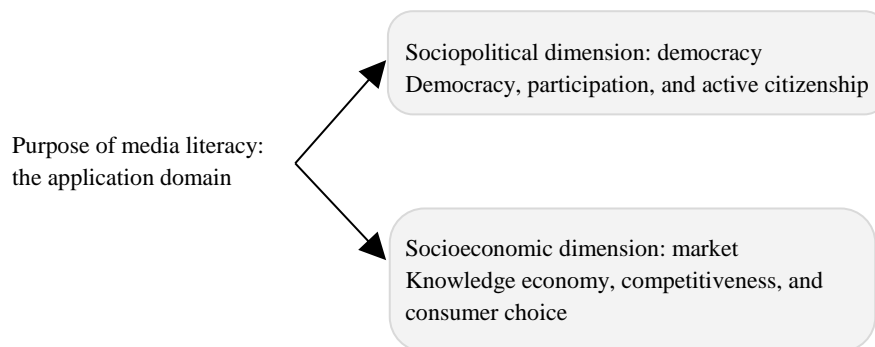 Sociopolitical dimension: democracy
Democracy, participation, and active citizenship
Purpose of media literacy:
the application domain
Socioeconomic dimension: market
Knowledge economy, competitiveness, and
consumer choice